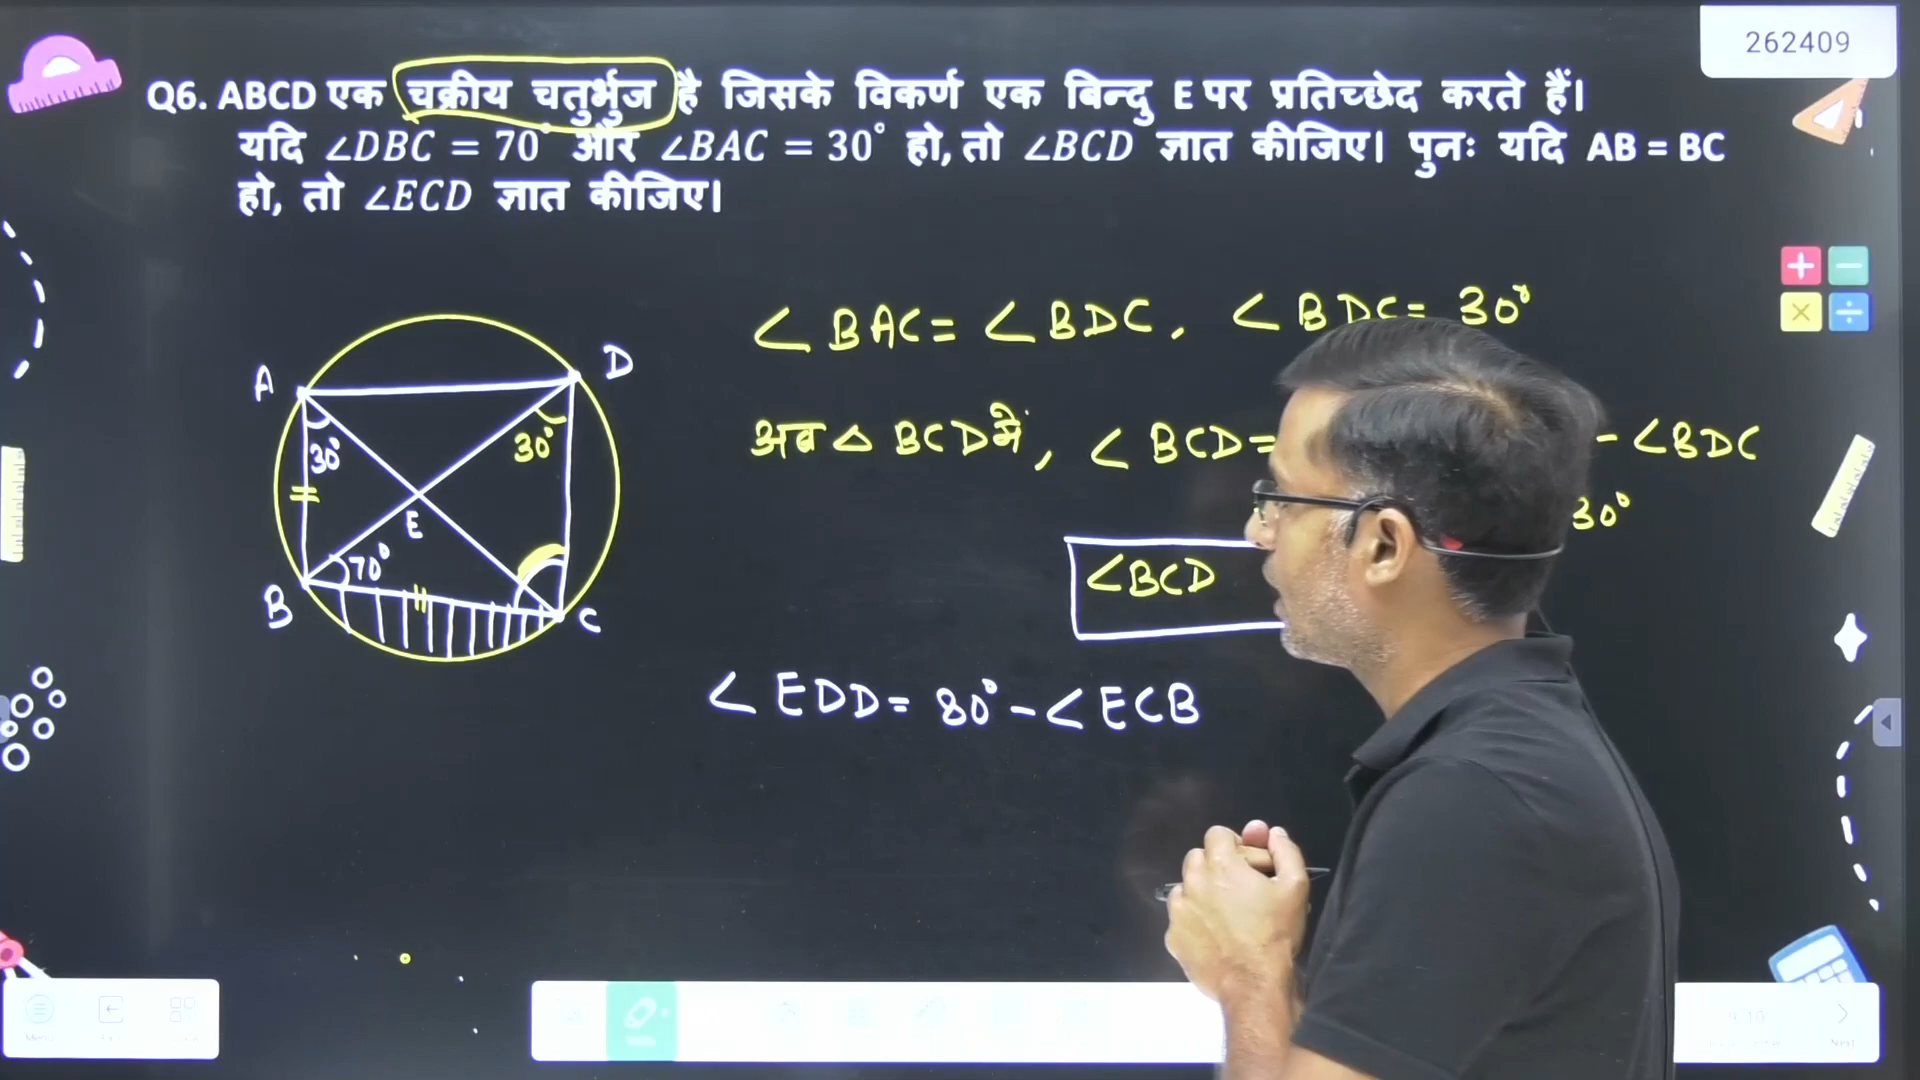 262409
Q6. ABCD एक चक्रीय चतुर्भुज है जिसके विकर्ण एक बिन्दु E पर प्रतिच्छेद करते हैं।
यदि ∠DBC = 70° और ∠BAC = 30° हो, तो ∠BCD ज्ञात कीजिए। पुनः यदि AB = BC
हो, तो ∠ECD ज्ञात कीजिए।
∠BAC = ∠BDC, ∠BDC = 30°
A D
अब △ BCD में, ∠BCD = - ∠BDC
30° 30°
30°
E
∠BCD
70°
B C
∠EDD = 80° - ∠ECB